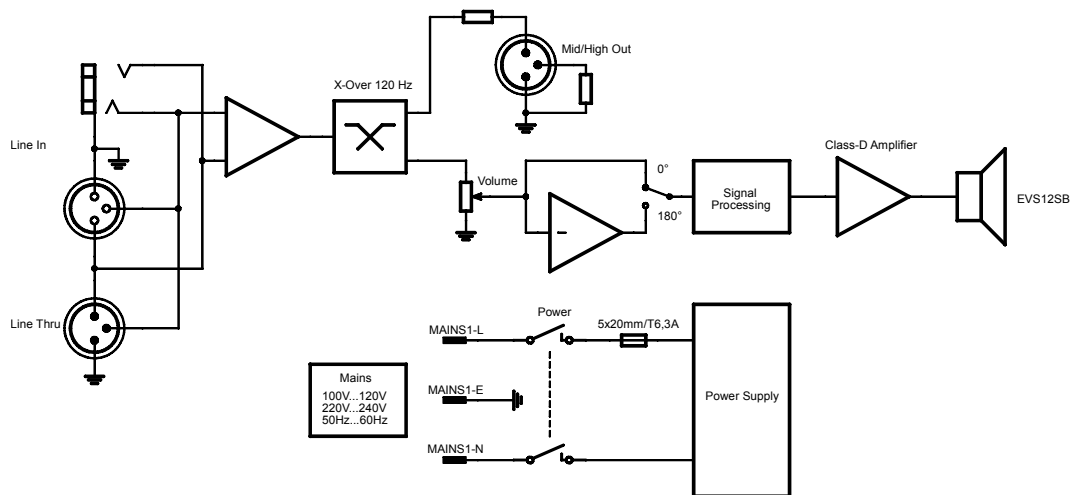 Mid/High Out
X-Over 120 Hz
Line In
Class-D Amplifier
0°
Volume
Signal
Processing
EVS12SB
180°
Line Thru
Power
MAINS1-L
5x20mm/T6,3A
Mains
100V...120V
220V...240V
50Hz...60Hz
MAINS1-E
Power Supply
MAINS1-N